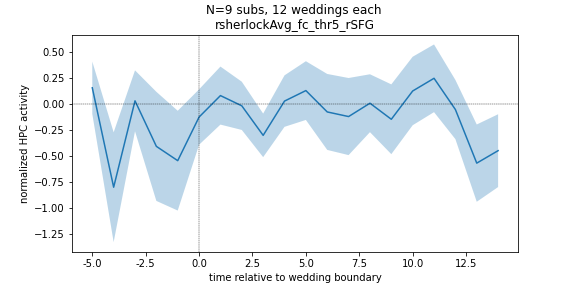 N=9 subs, 12 weddings each
rsherlockAvg_fc_thr5_rSFG
normalized HPC activity
0.50
0.25
0.00
−0.25
−0.50
−0.75
−1.00
−1.25
-5.0 -2.5 0.0 2.5 5.0 7.5 10.0 12.5
time relative to wedding boundary